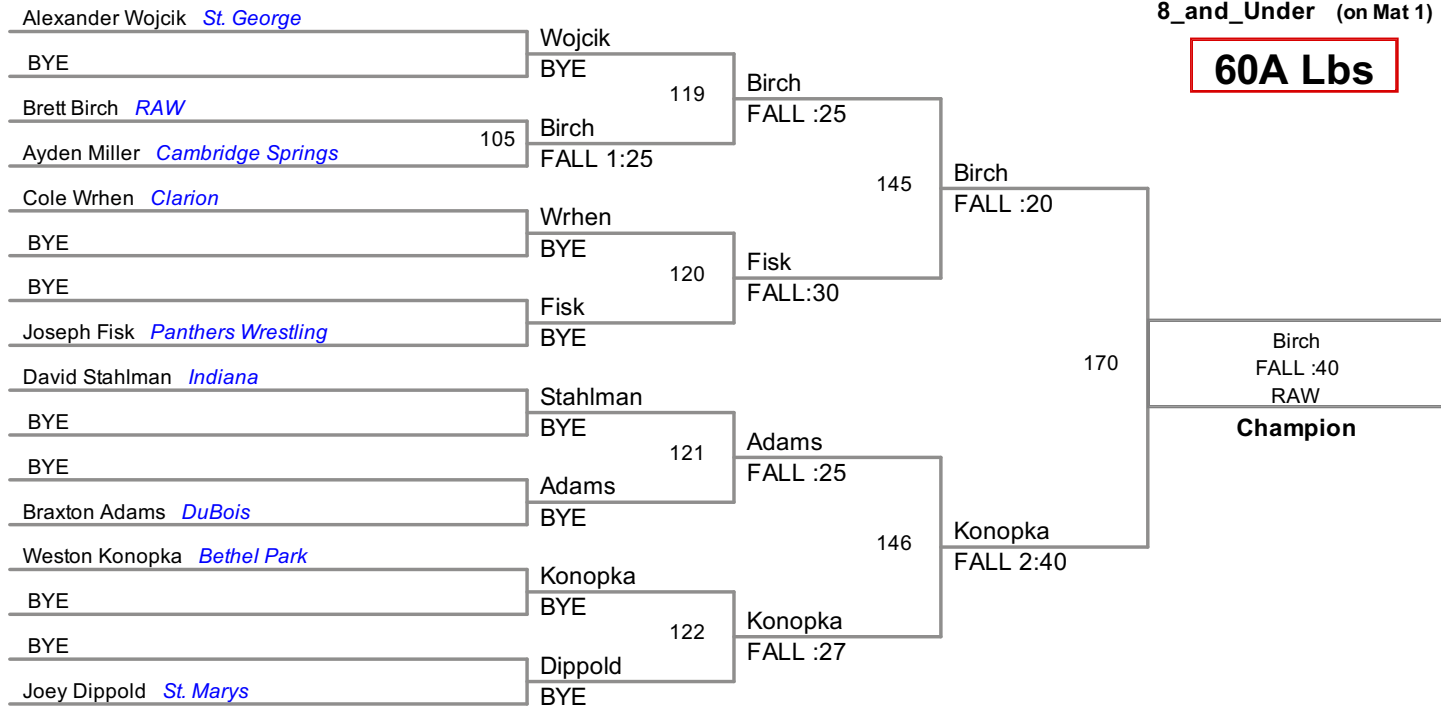 8_and_Under (on Mat 1)
60A Lbs
Alexander Wojcik St. George
BYE
Brett Birch RAW
Ayden Miller Cambridge Springs
Cole Wrhen Clarion
BYE
BYE
Joseph Fisk Panthers Wrestling
David Stahlman Indiana
BYE
BYE
Braxton Adams DuBois
Weston Konopka Bethel Park
BYE
BYE
Joey Dippold St. Marys
105
Wojcik
BYE
Birch
FALL 1:25
Wrhen
BYE
Fisk
BYE
Stahlman
BYE
Adams
BYE
Konopka
BYE
Dippold
BYE
119
120
121
122
Birch
FALL :25
Fisk
FALL:30
Adams
FALL :25
Konopka
FALL :27
145
146
Birch
FALL :20
Konopka
FALL 2:40
170
Birch
FALL :40
RAW
Champion